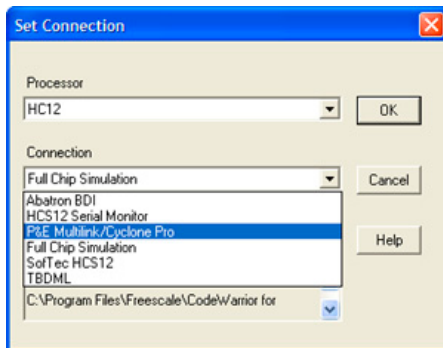 Set Connection
Processor
HC12
OK
Connection
Full Chip Simulation
Cancel
Abatron BDI
HCS12 Serial Monitor
P&E Multilink/Cyclone Pro
Full Chip Simulation
SofTec HCS12
TBDML
Help
C:\Program Files\Freescale\CodeWarrior for